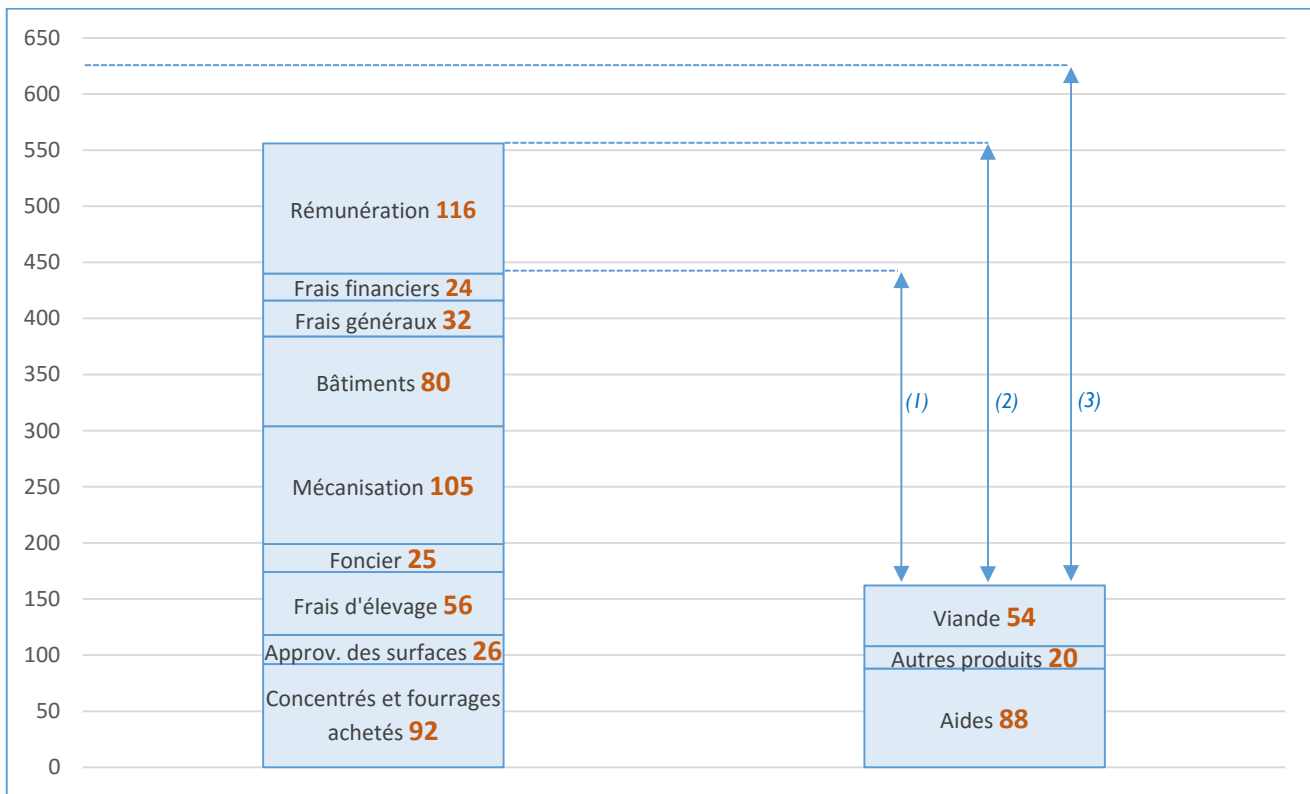 650
600
550
500
450
400
350
300
250
200
150
100
50
0
Rémunération 116
Frais financiers 24
Frais généraux 32
Bâtiments 80
Mécanisation 105
Foncier 25
Frais d'élevage 56
Approv. des surfaces 26
Concentrés et fourrages
achetés 92
(1)
(2)
(3)
Viande 54
Autres produits 20
Aides 88